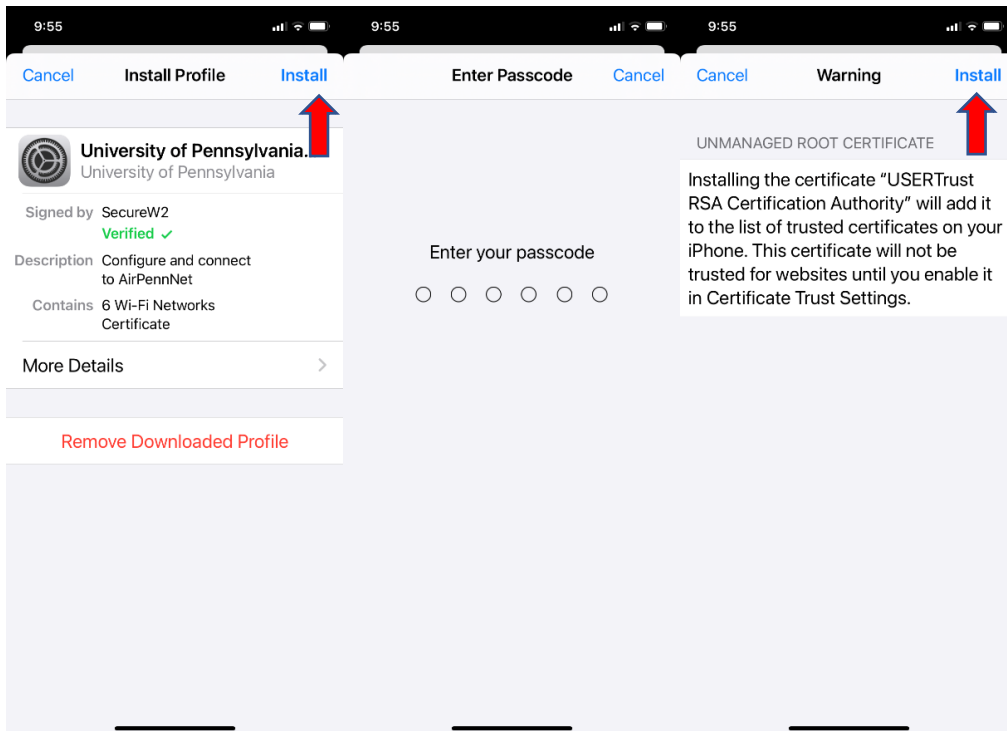 9:55
Cancel
Install Profile
Install
University of Pennsylvania..
University of Pennsylvania
Signed by SecureW2
Verified ✓
Description Configure and connect
to AirPennNet
Contains 6 Wi-Fi Networks
Certificate
More Details
Remove Downloaded Profile
9:55
Enter Passcode
Cancel
Enter your passcode
9:55
Cancel
Warning
Install
UNMANAGED ROOT CERTIFICATE
Installing the certificate “USERTrust
RSA Certification Authority” will add it
to the list of trusted certificates on your
iPhone. This certificate will not be
trusted for websites until you enable it
in Certificate Trust Settings.